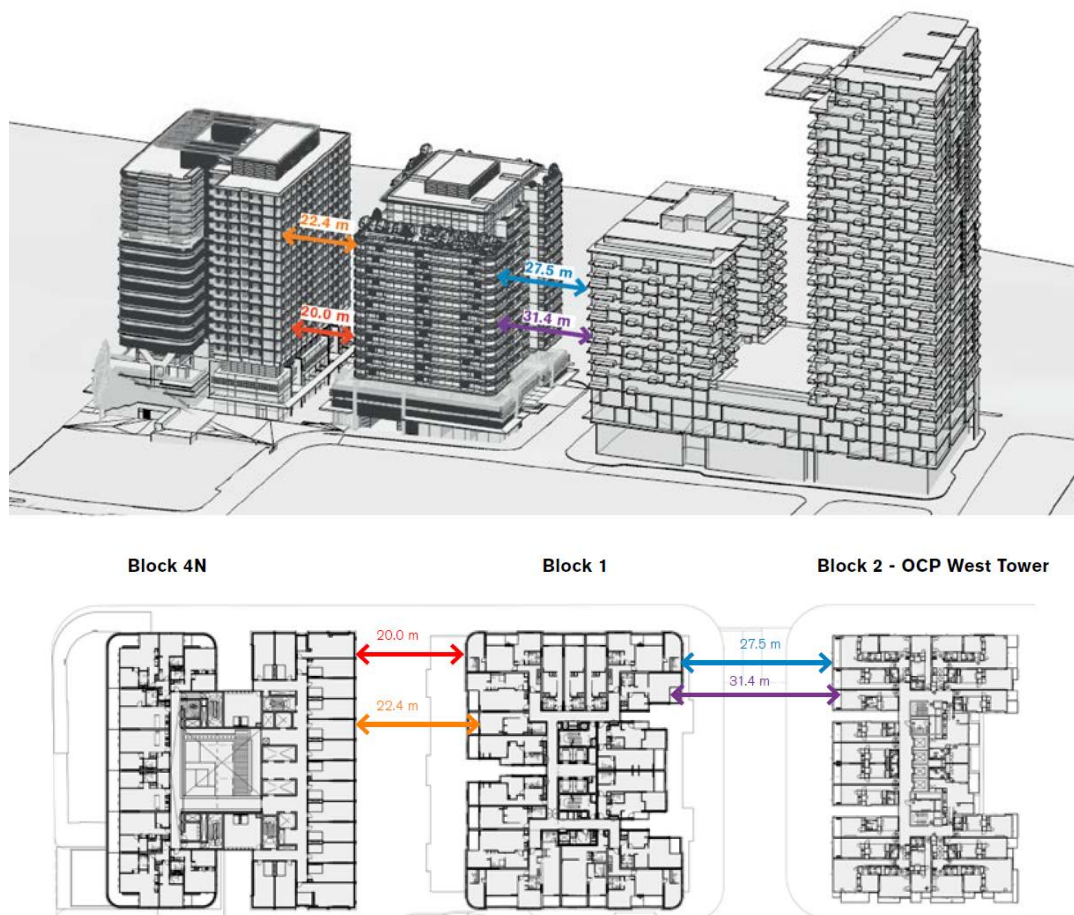 22.4 m
27.5 m
20.0 m
31.4 m
Block 4N
Block 1
Block 2 - OCP West Tower
20.0 m
27.5 m
31.4 m
22.4 m